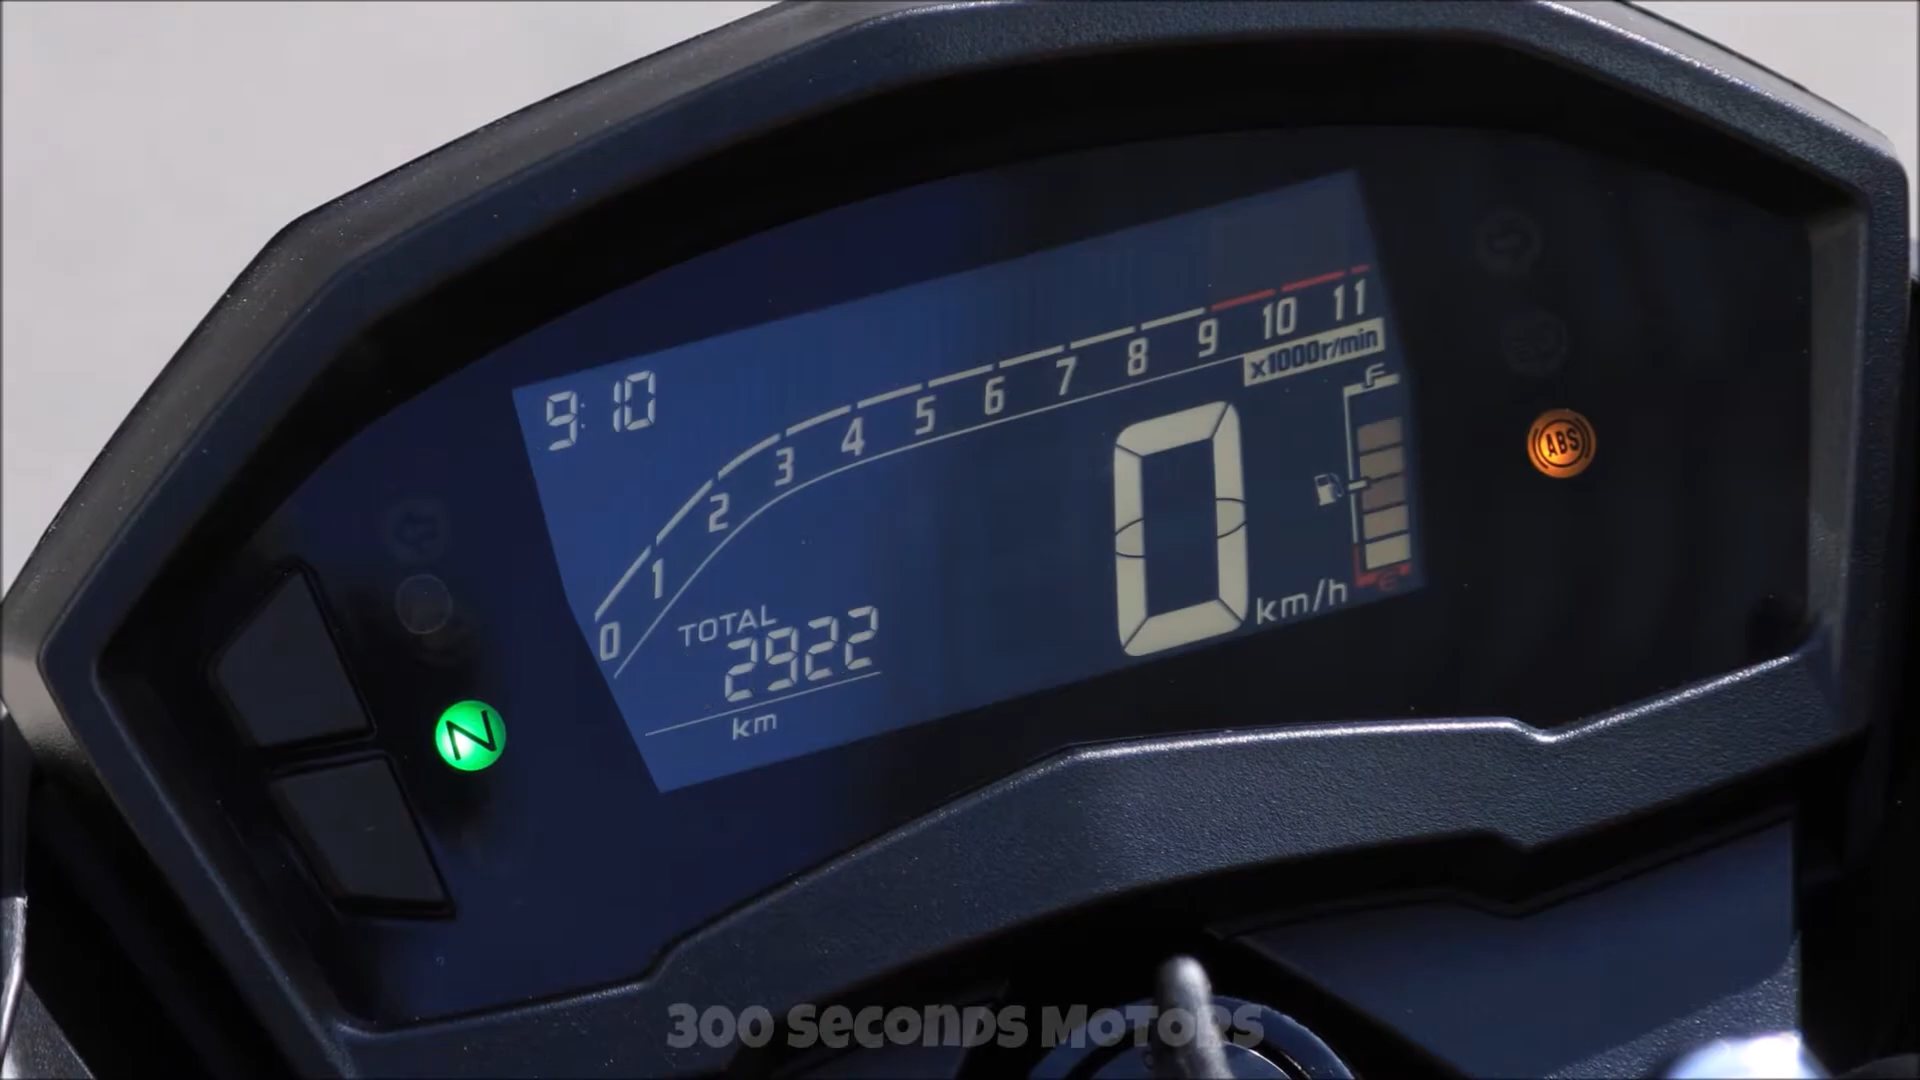 9:10
0 1 2 3 4 5 6 7 8 9 10 11
x1000r/min
F
0
km/h
E
TOTAL
2922
km
N
ABS
300 Seconds Motors